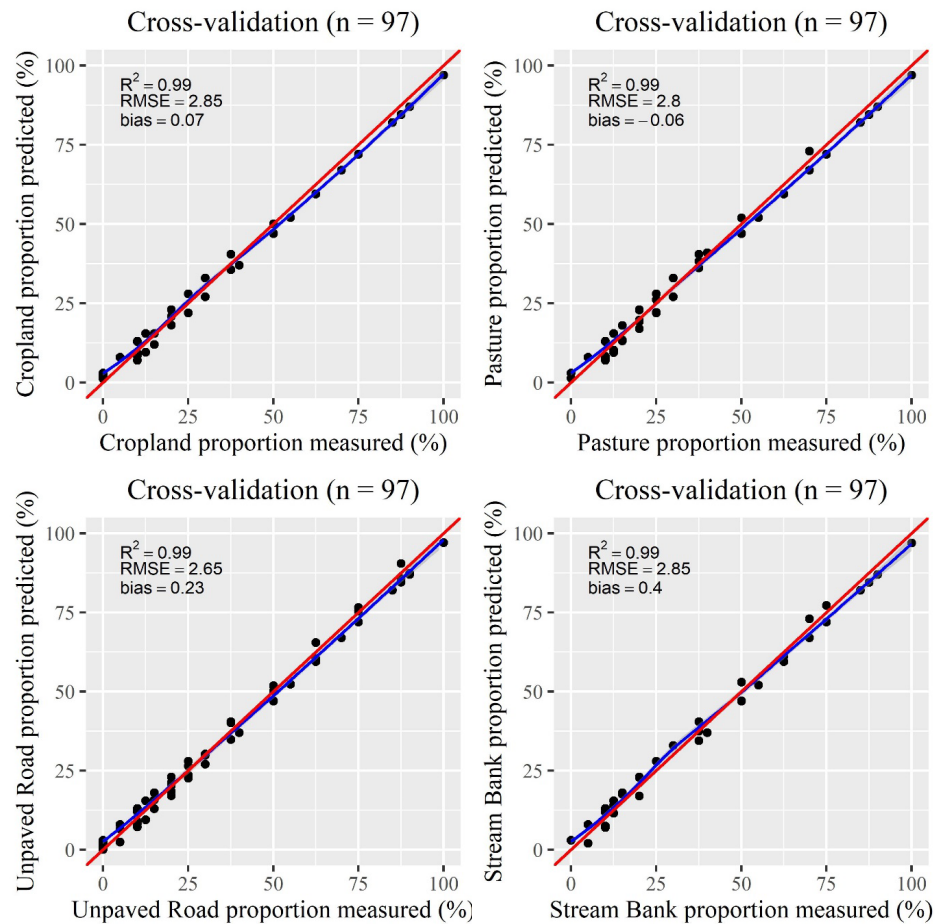 Cross-validation (n = 97)
Cropland proportion predicted (%)
100
75
50
25
0
R² = 0.99
RMSE = 2.85
bias = 0.07
0 25 50 75 100
Cropland proportion measured (%)
Cross-validation (n = 97)
Pasture proportion predicted (%)
100
75
50
25
0
R² = 0.99
RMSE = 2.8
bias = −0.06
0 25 50 75 100
Pasture proportion measured (%)
Cross-validation (n = 97)
Unpaved Road proportion predicted (%)
100
75
50
25
0
R² = 0.99
RMSE = 2.65
bias = 0.23
0 25 50 75 100
Unpaved Road proportion measured (%)
Cross-validation (n = 97)
Stream Bank proportion predicted (%)
100
75
50
25
0
R² = 0.99
RMSE = 2.85
bias = 0.4
0 25 50 75 100
Stream Bank proportion measured (%)